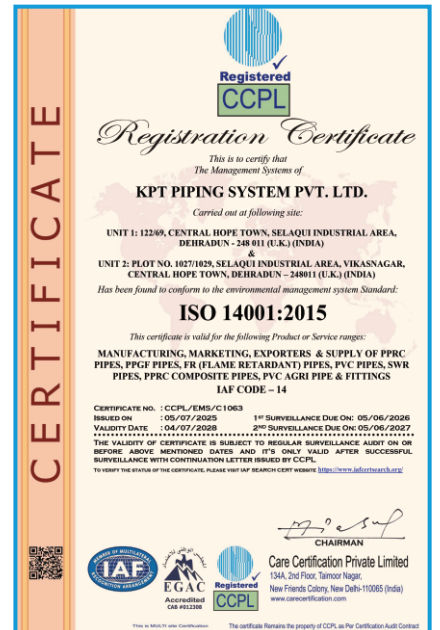 CERTIFICATE
Registered
CCPL
Registration Certificate
This is to certify that
The Management Systems of
KPT PIPING SYSTEM PVT. LTD.
Carried out at following site:
UNIT 1: 122/69, CENTRAL HOPE TOWN, SELAQUI INDUSTRIAL AREA,
DEHRADUN - 248 011 (U.K.) (INDIA)
&
UNIT 2: PLOT NO. 1027/1029, SELAQUI INDUSTRIAL AREA, VIKASNAGAR,
CENTRAL HOPE TOWN, DEHRADUN – 248011 (U.K.) (INDIA)
Has been found to conform to the environmental management system Standard:
ISO 14001:2015
This certificate is valid for the following Product or Service ranges:
MANUFACTURING, MARKETING, EXPORTERS & SUPPLY OF PPRC
PIPES, PPGF PIPES, FR (FLAME RETARDANT) PIPES, PVC PIPES, SWR
PIPES, PPRC COMPOSITE PIPES, PVC AGRI PIPE & FITTINGS
IAF CODE – 14
CERTIFICATE NO. : CCPL/EMS/C1063
ISSUED ON : 05/07/2025 1ST SURVEILLANCE DUE ON: 05/06/2026
VALIDITY DATE : 04/07/2028 2ND SURVEILLANCE DUE ON: 05/06/2027
THE VALIDITY OF CERTIFICATE IS SUBJECT TO REGULAR SURVEILLANCE AUDIT ON OR
BEFORE ABOVE MENTIONED DATES AND IT'S ONLY VALID AFTER SUCCESSFUL
SURVEILLANCE WITH CONTINUATION LETTER ISSUED BY CCPL
TO VERIFY THE STATUS OF THE CERTIFICATE, PLEASE VISIT IAF SEARCH CERT WEBSITE https://www.iafcertsearch.org/
CHAIRMAN
MEMBER OF MULTILATERAL
IAF
RECOGNITION ARRANGEMENT
EGAC
Accredited
CAB #012308
Registered
CCPL
Care Certification Private Limited
134A, 2nd Floor, Taimoor Nagar,
New Friends Colony, New Delhi-110065 (India)
www.carecertification.com
This is MULTI site Certification
The certificate Remains the property of CCPL as Per Certification Audit Contract